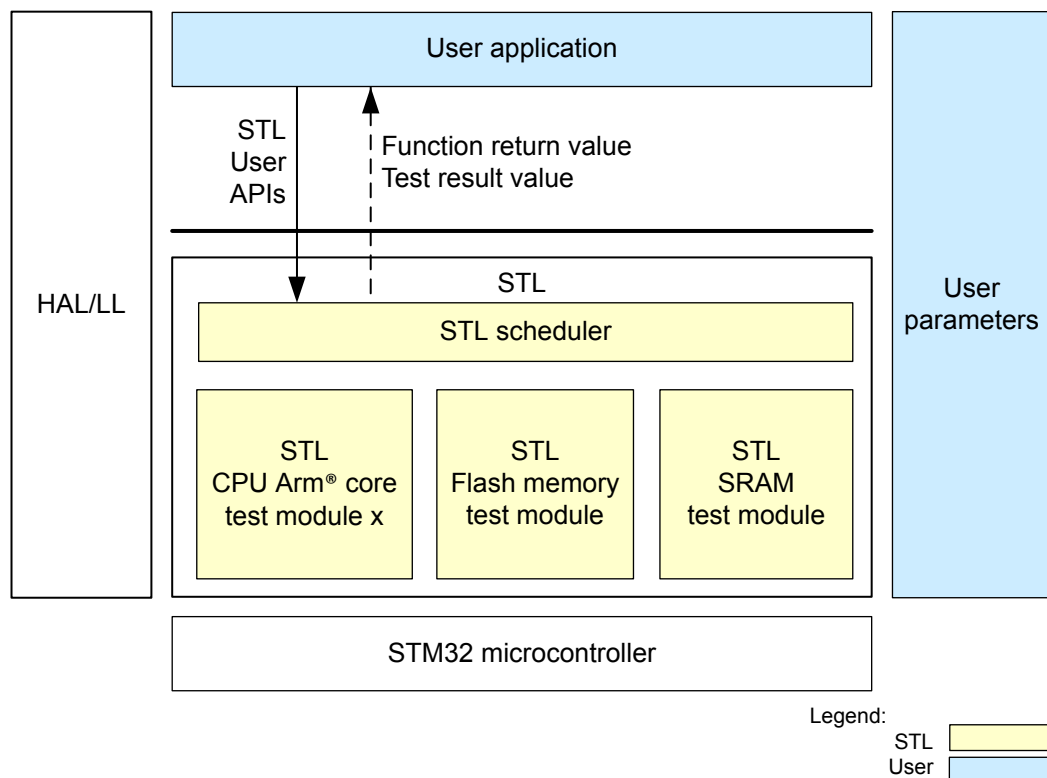 User application
STL
User
APIs
Function return value
Test result value
HAL/LL
User
parameters
STL
STL scheduler
STL
CPU Arm® core
test module x
STL
Flash memory
test module
STL
SRAM
test module
STM32 microcontroller
Legend:
STL
User